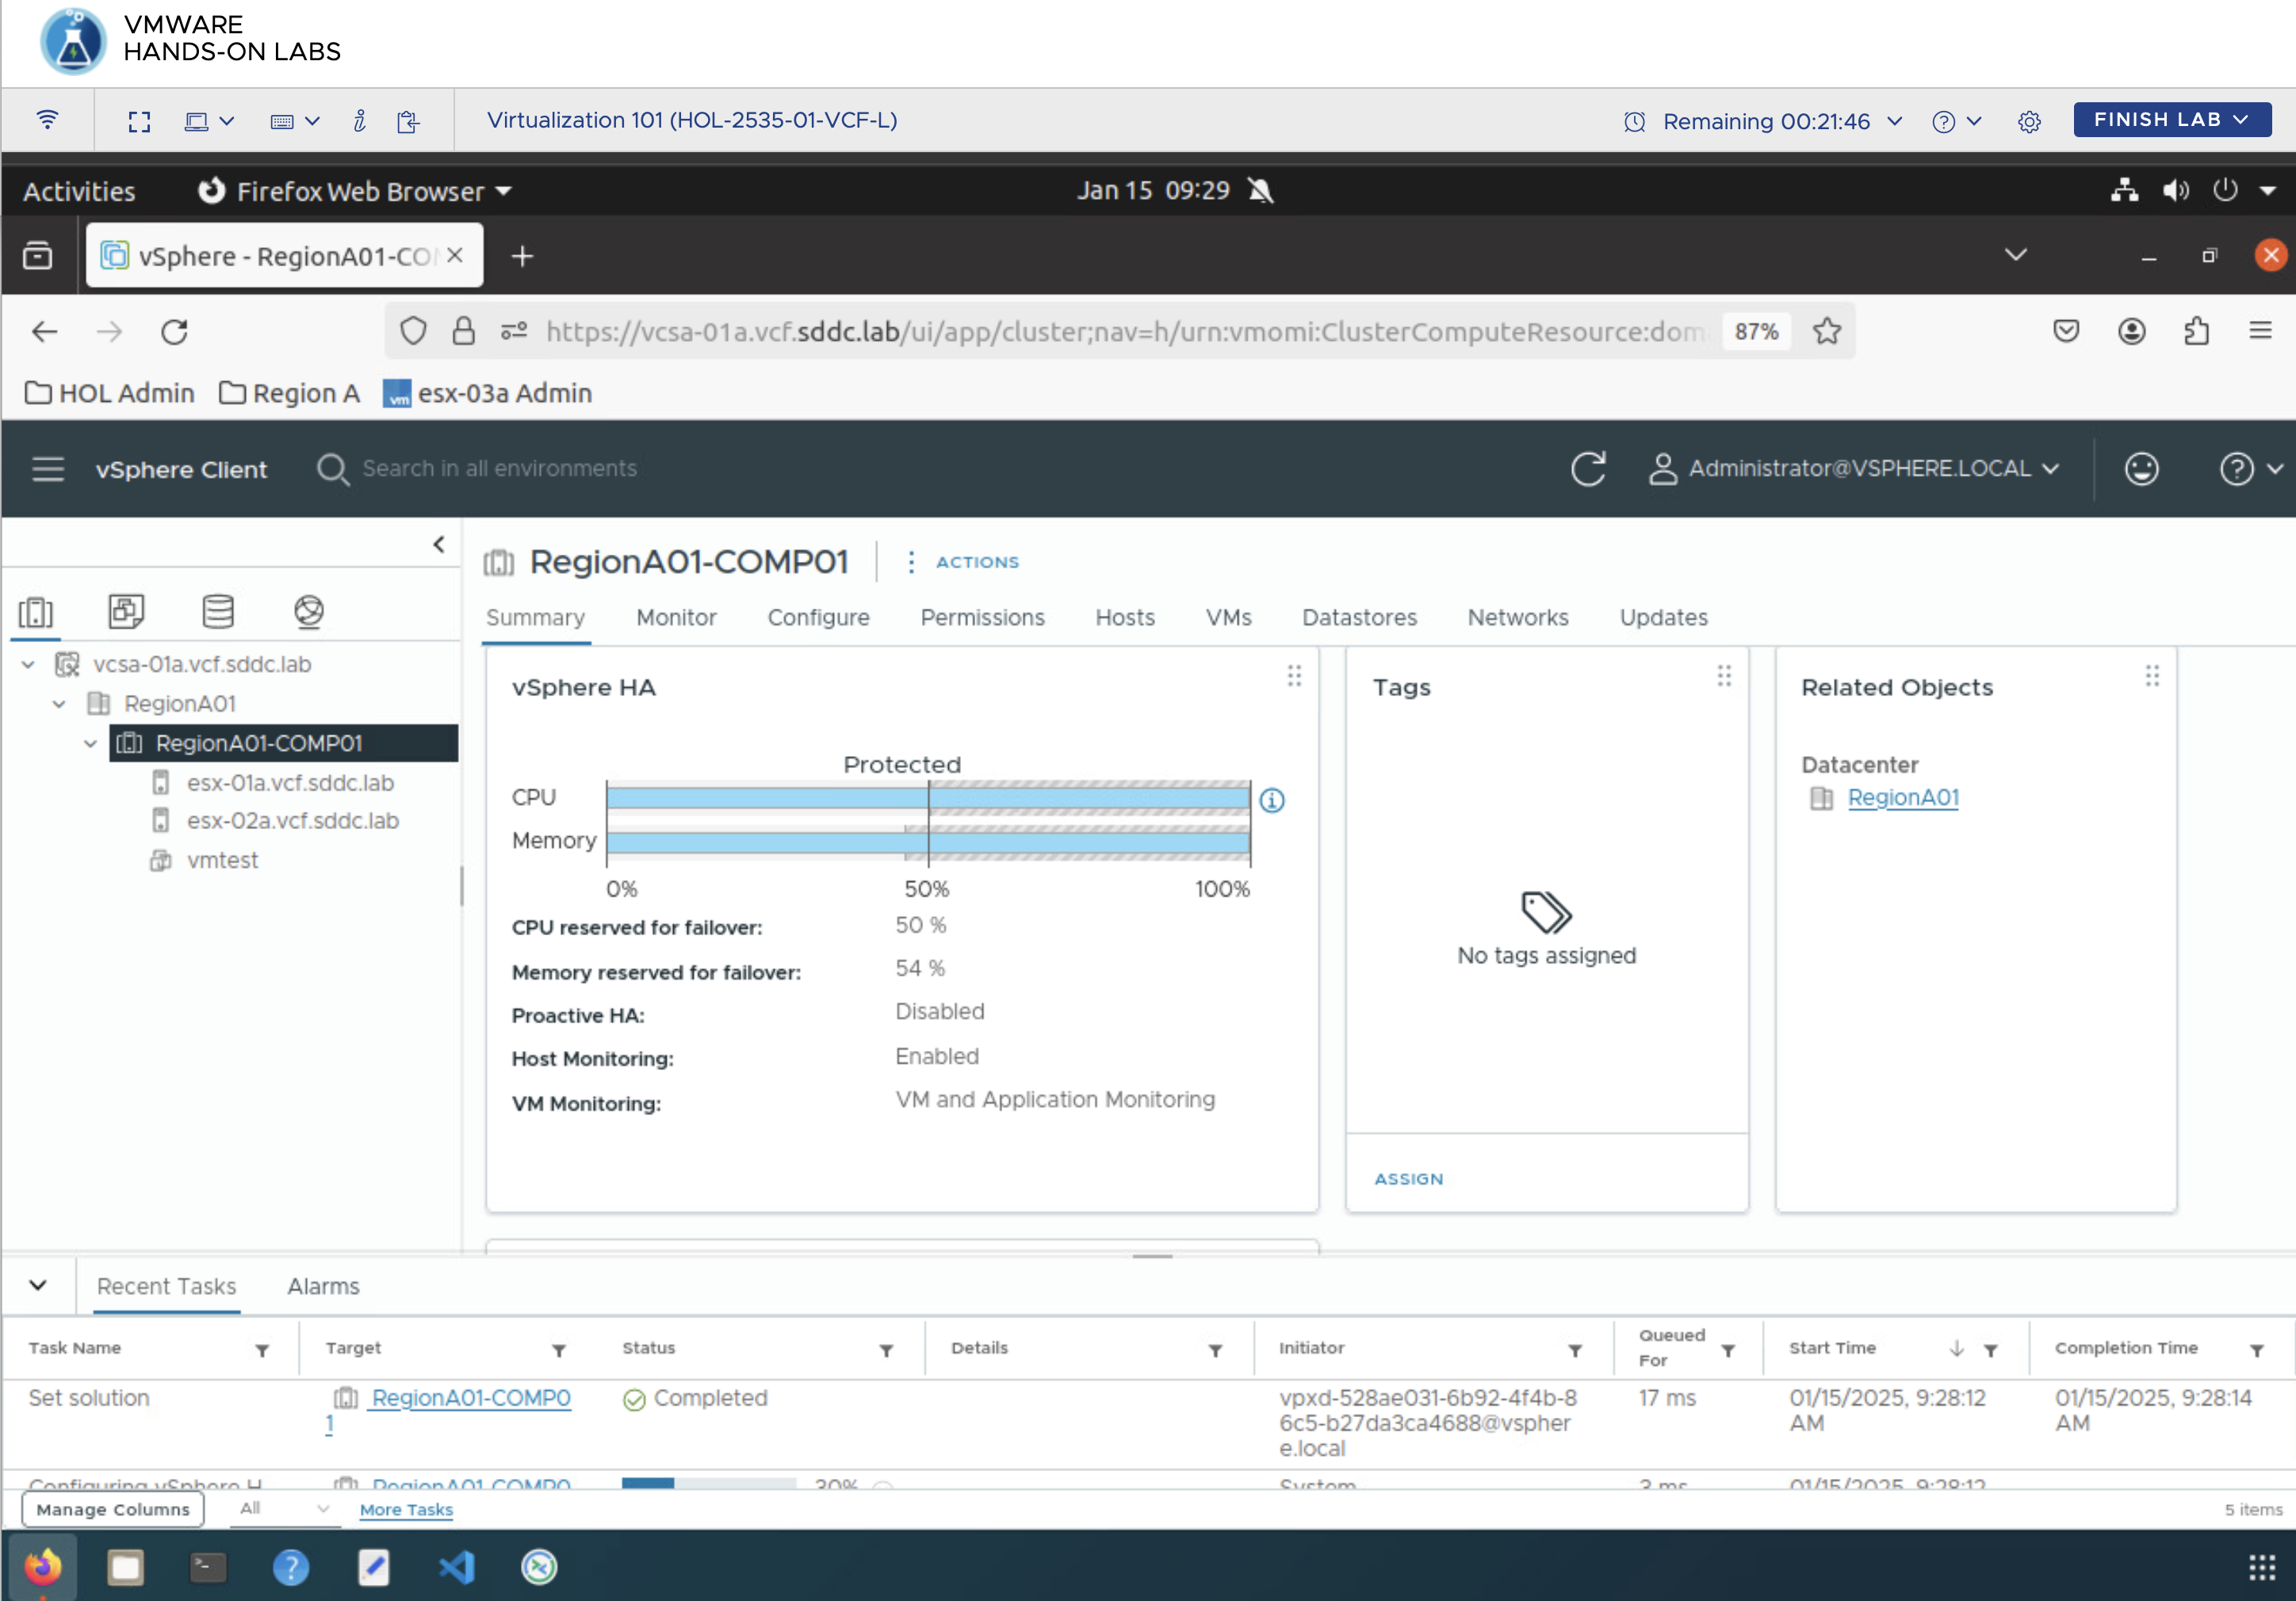 VMWARE
HANDS-ON LABS
Virtualization 101 (HOL-2535-01-VCF-L)
Remaining 00:21:46
FINISH LAB
Activities
Firefox Web Browser
Jan 15 09:29
vSphere - RegionA01-CO
https://vcsa-01a.vcf.sddc.lab/ui/app/cluster;nav=h/urn:vmomi:ClusterComputeResource:dom
87%
HOL Admin
Region A
vm
esx-03a Admin
vSphere Client
Search in all environments
Administrator@VSPHERE.LOCAL
RegionA01-COMP01
ACTIONS
Summary
Monitor
Configure
Permissions
Hosts
VMs
Datastores
Networks
Updates
vcsa-01a.vcf.sddc.lab
RegionA01
RegionA01-COMP01
esx-01a.vcf.sddc.lab
esx-02a.vcf.sddc.lab
vmtest
vSphere HA
Protected
CPU
Memory
0%
50%
100%
CPU reserved for failover: 50 %
Memory reserved for failover: 54 %
Proactive HA: Disabled
Host Monitoring: Enabled
VM Monitoring: VM and Application Monitoring
Tags
No tags assigned
ASSIGN
Related Objects
Datacenter
RegionA01
Recent Tasks
Alarms
Task Name
Target
Status
Details
Initiator
Queued
For
Start Time
Completion Time
Set solution
RegionA01-COMP0
1
Completed
vpxd-528ae031-6b92-4f4b-8
6c5-b27da3ca4688@vspher
e.local
17 ms
01/15/2025, 9:28:12
AM
01/15/2025, 9:28:14
AM
Configuring vSphere H
RegionA01-COMP0
30%
System
3 ms
01/15/2025, 9:28:12
Manage Columns
All
More Tasks
5 items